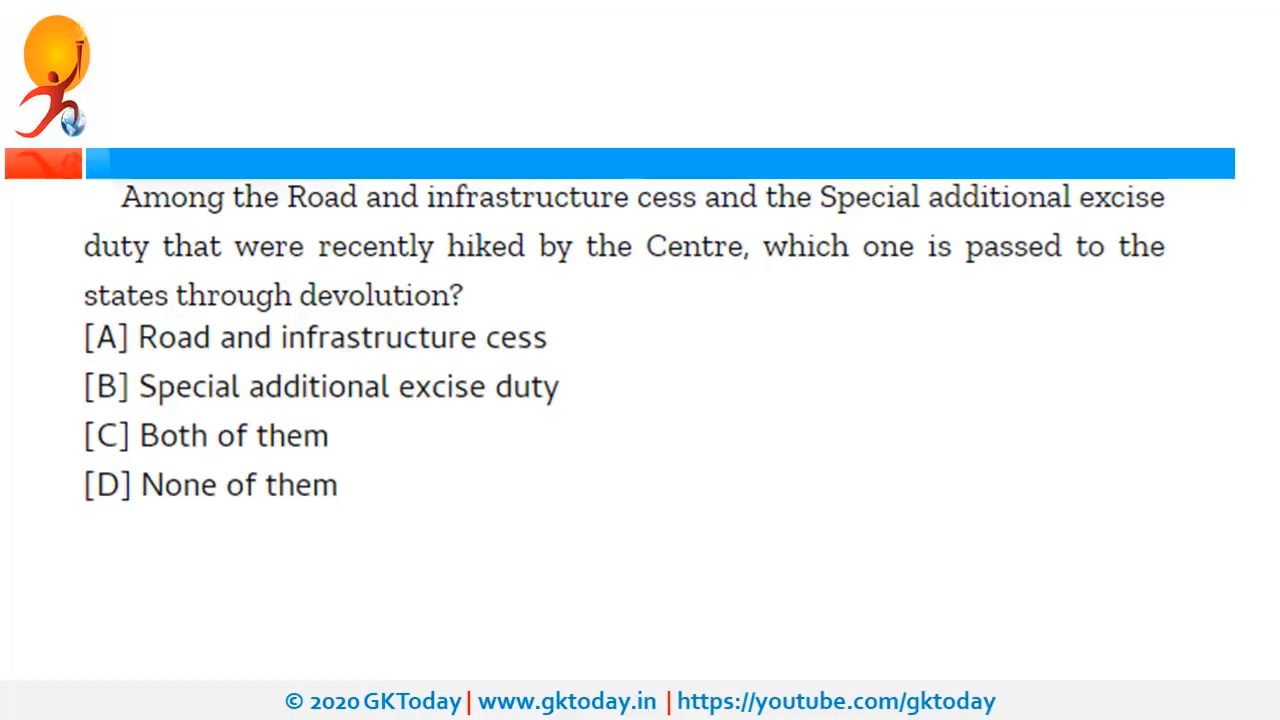 Among the Road and infrastructure cess and the Special additional excise
duty that were recently hiked by the Centre, which one is passed to the
states through devolution?
[A] Road and infrastructure cess
[B] Special additional excise duty
[C] Both of them
[D] None of them
© 2020 GKToday | www.gktoday.in | https://youtube.com/gktoday